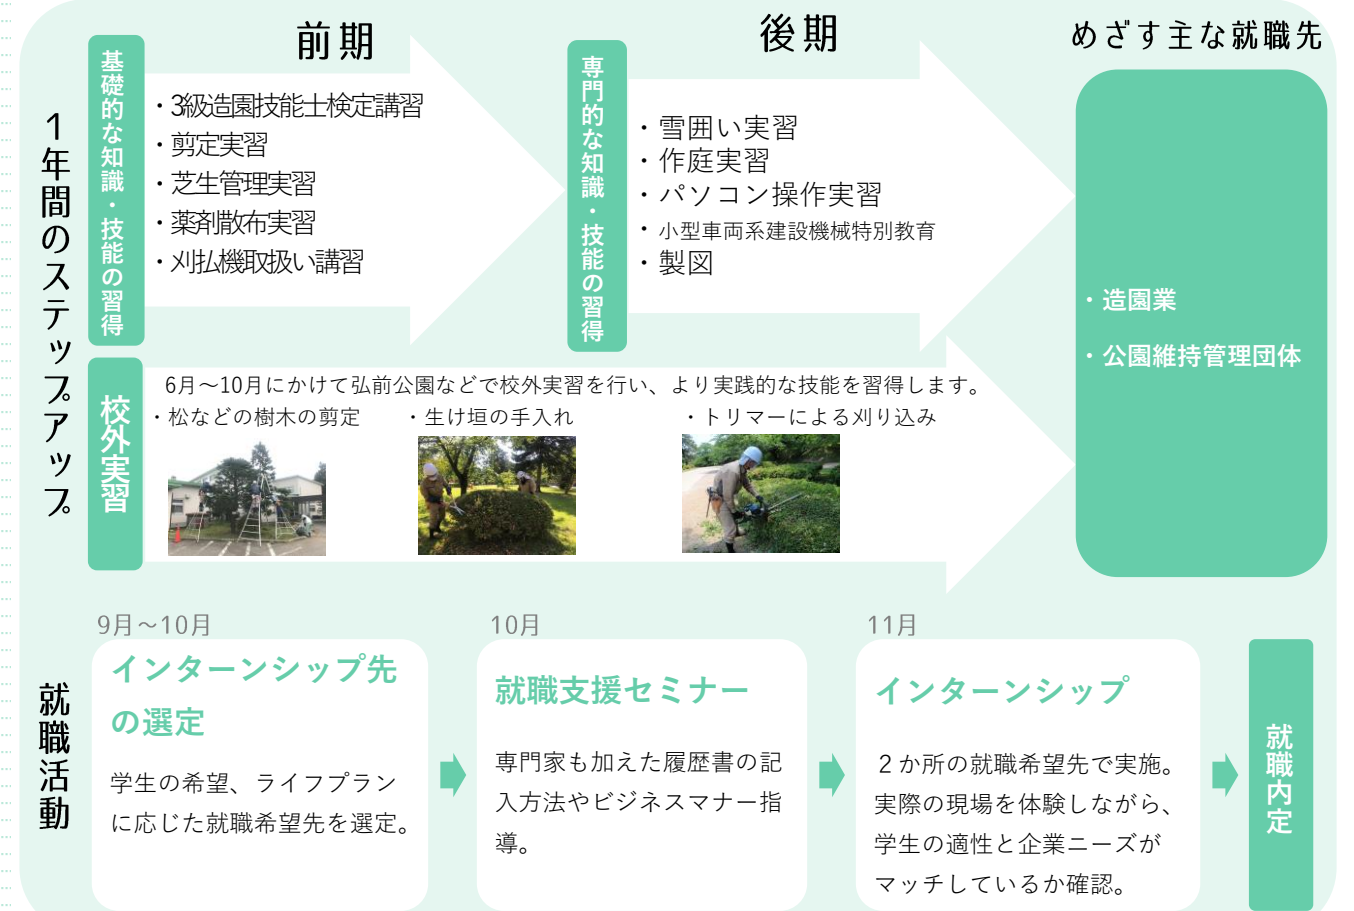 1年間のステップアップ
前期
基礎的な知識・技能の習得
・3級造園技能士検定講習
・剪定実習
・芝生管理実習
・薬剤散布実習
・刈払機取扱い講習
後期
専門的な知識・技能の習得
・雪囲い実習
・作庭実習
・パソコン操作実習
・小型車両系建設機械特別教育
・製図
めざす主な就職先
・造園業
・公園維持管理団体
校外実習
6月～10月にかけて弘前公園などで校外実習を行い、より実践的な技能を習得します。
・松などの樹木の剪定
・生け垣の手入れ
・トリマーによる刈り込み
就職活動
9月～10月
インターンシップ先
の選定
学生の希望、ライフプラン
に応じた就職希望先を選定。
10月
就職支援セミナー
専門家も加えた履歴書の記
入方法やビジネスマナー指
導。
11月
インターンシップ
２か所の就職希望先で実施。
実際の現場を体験しながら、
学生の適性と企業ニーズが
マッチしているか確認。
就職内定